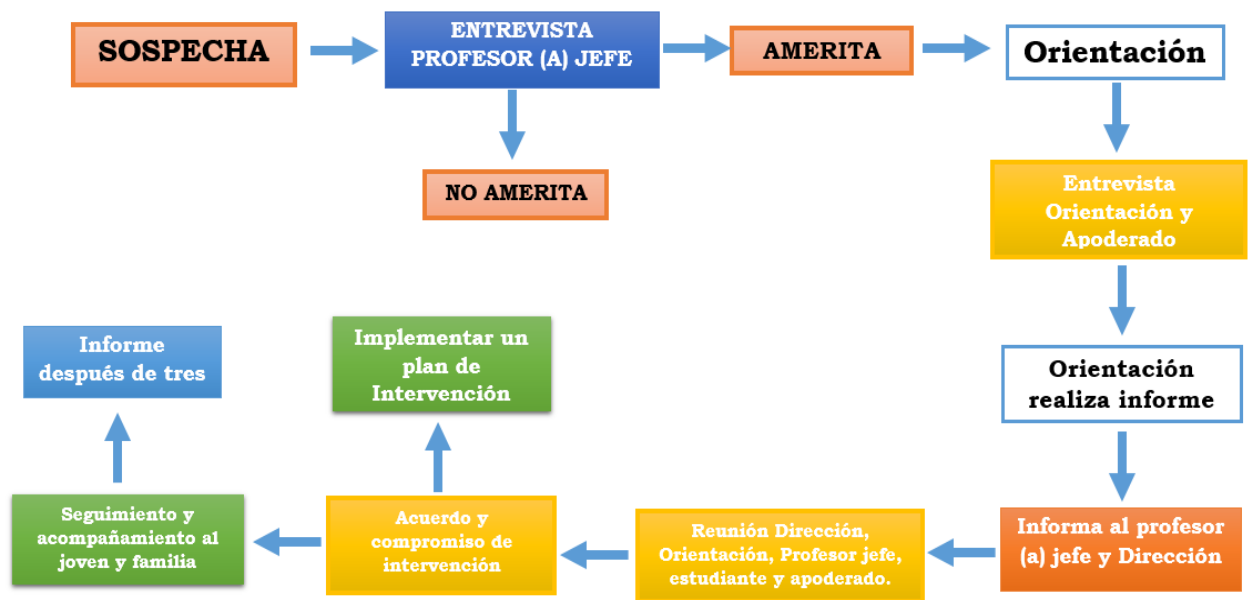 SOSPECHA
ENTREVISTA
PROFESOR (A) JEFE
AMERITA
Orientación
NO AMERITA
Entrevista
Orientación y
Apoderado
Orientación
realiza informe
Informa al profesor
(a) jefe y Dirección
Reunión Dirección,
Orientación, Profesor jefe,
estudiante y apoderado.
Acuerdo y
compromiso de
intervención
Implementar un
plan de
Intervención
Seguimiento y
acompañamiento al
joven y familia
Informe
después de tres